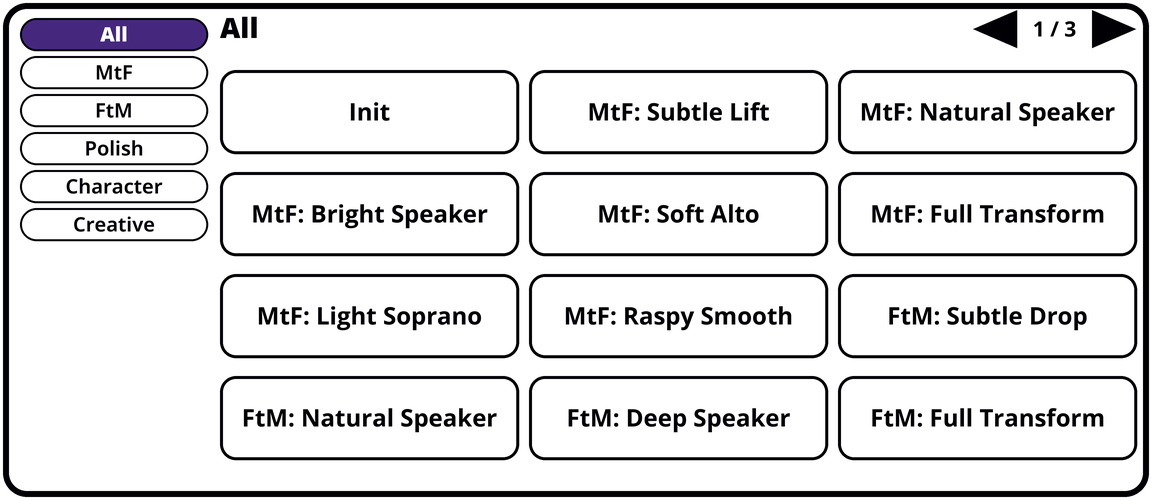 All
MtF
FtM
Polish
Character
Creative
All
1 / 3
Init
MtF: Subtle Lift
MtF: Natural Speaker
MtF: Bright Speaker
MtF: Soft Alto
MtF: Full Transform
MtF: Light Soprano
MtF: Raspy Smooth
FtM: Subtle Drop
FtM: Natural Speaker
FtM: Deep Speaker
FtM: Full Transform